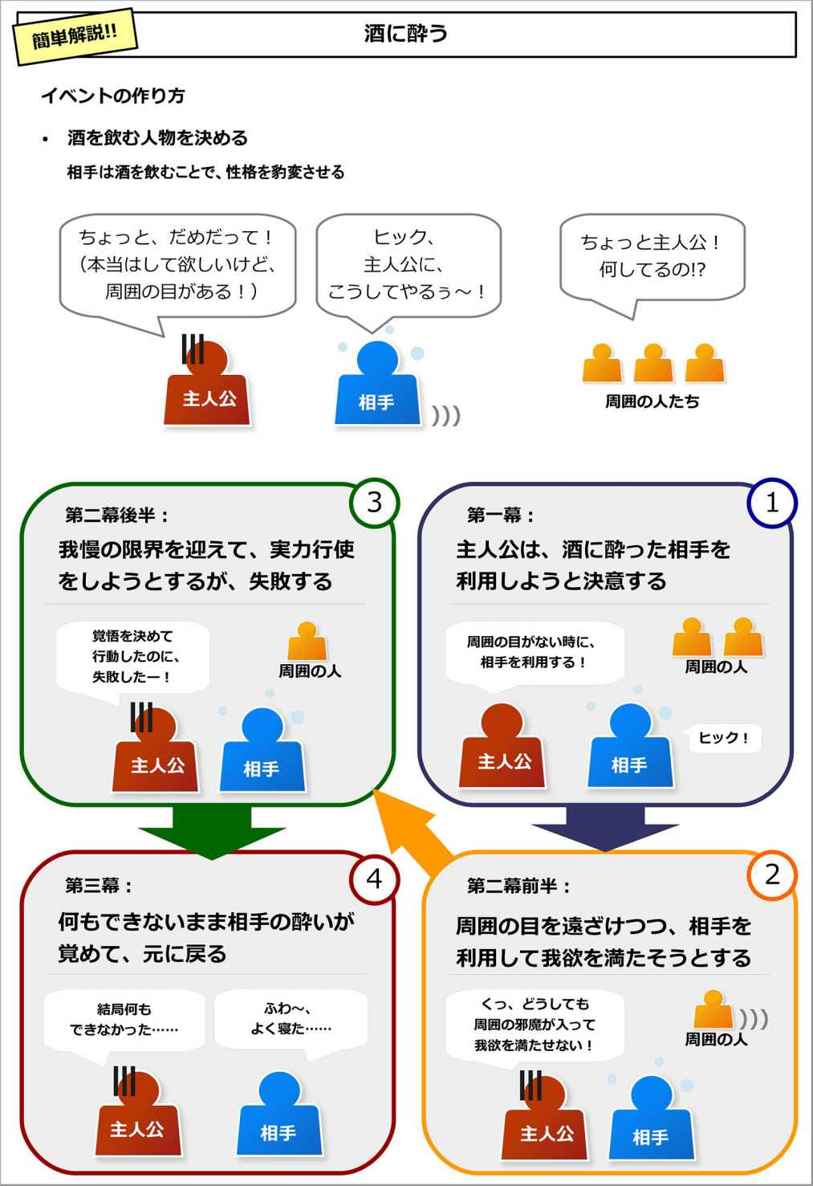 簡単解説!!
酒に酔う
イベントの作り方
• 酒を飲む人物を決める
相手は酒を飲むことで、性格を豹変させる
ちょっと、だめだって！
（本当はして欲しいけど、
周囲の目がある！）
ヒック、
主人公に、
こうしてやるぅ～！
ちょっと主人公！
何してるの!?
主人公
相手
周囲の人たち
1
第一幕：
主人公は、酒に酔った相手を
利用しようと決意する
周囲の目がない時に、
相手を利用する！
周囲の人
ヒック！
主人公
相手
2
第二幕前半：
周囲の目を遠ざけつつ、相手を
利用して我欲を満たそうとする
くっ、どうしても
周囲の邪魔が入って
我欲を満たせない！
周囲の人
主人公
相手
3
第二幕後半：
我慢の限界を迎えて、実力行使
をしようとするが、失敗する
覚悟を決めて
行動したのに、
失敗したー！
周囲の人
主人公
相手
4
第三幕：
何もできないまま相手の酔いが
覚めて、元に戻る
結局何も
できなかった……
ふわ～、
よく寝た……
主人公
相手